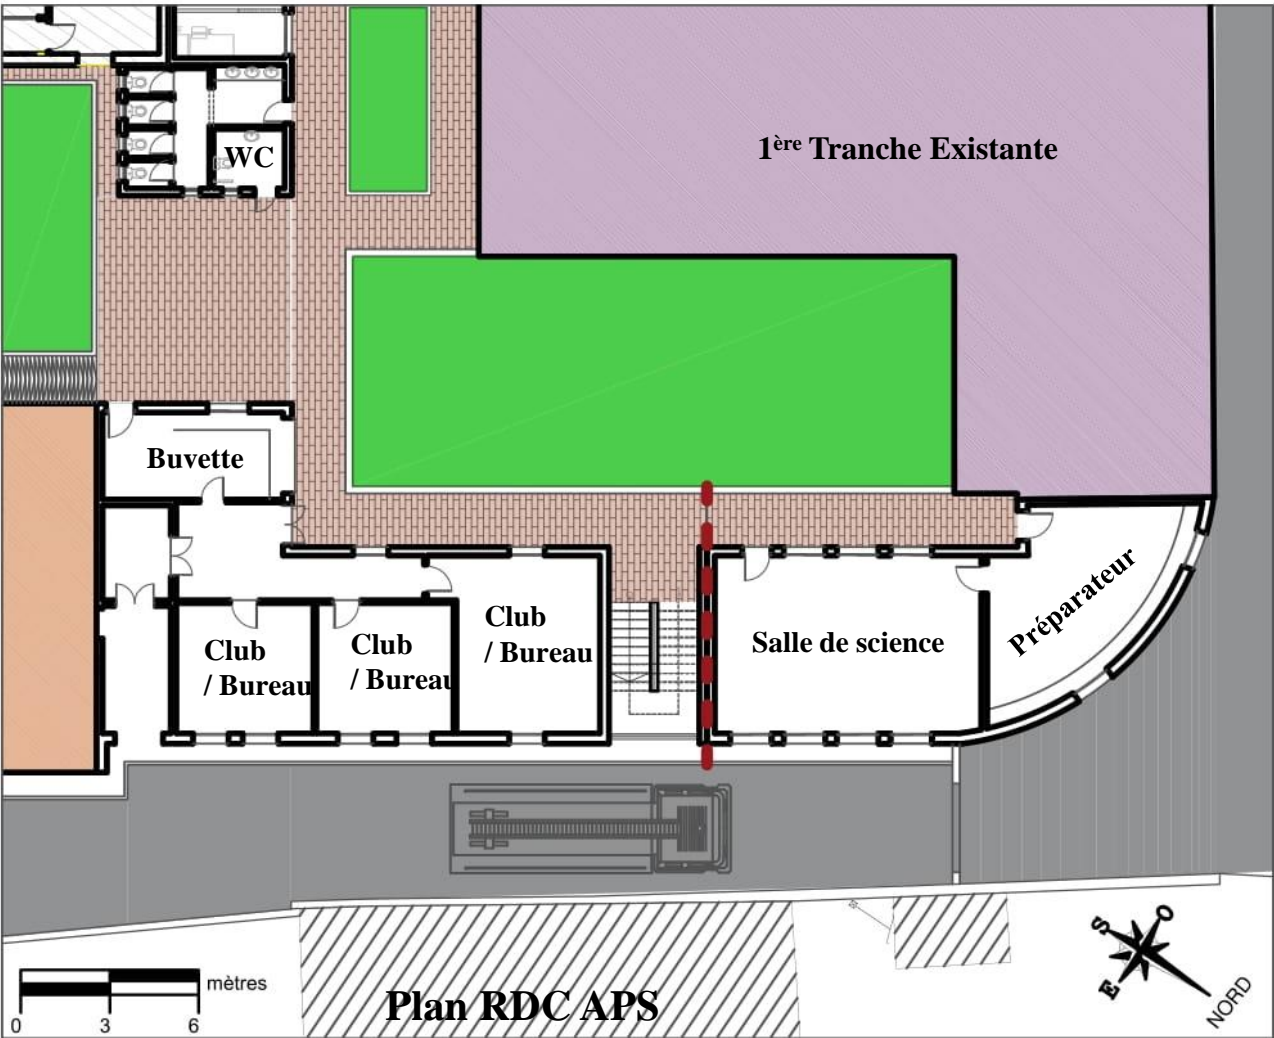 1ère Tranche Existante
WC
Buvette
Préparateur
Club
/ Bureau
Club
/ Bureau
Club
/ Bureau
Salle de science
S
O
E
NORD
mètres
0 3 6
Plan RDC APS